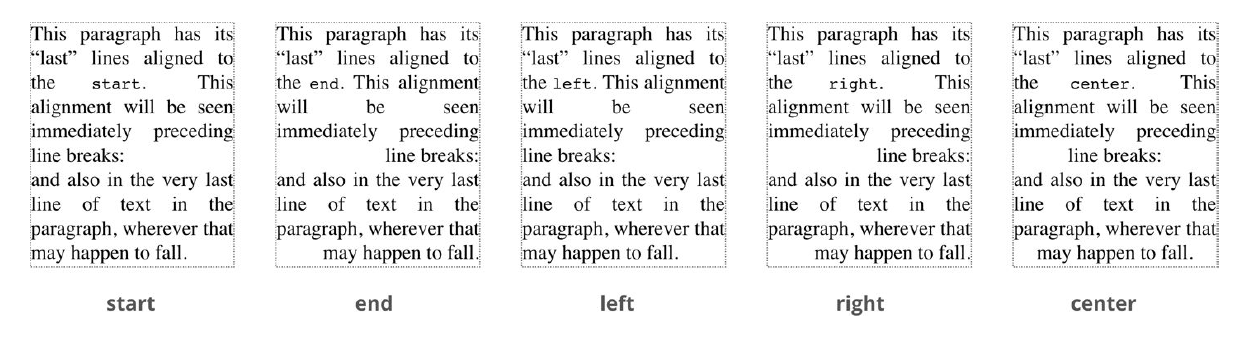 This paragraph has its
“last” lines aligned to
the start. This
alignment will be seen
immediately preceding
line breaks:
and also in the very last
line of text in the
paragraph, wherever that
may happen to fall.
start
This paragraph has its
“last” lines aligned to
the end. This alignment
will be seen
immediately preceding
line breaks:
and also in the very last
line of text in the
paragraph, wherever that
may happen to fall.
end
This paragraph has its
“last” lines aligned to
the left. This alignment
will be seen
immediately preceding
line breaks:
and also in the very last
line of text in the
paragraph, wherever that
may happen to fall.
left
This paragraph has its
“last” lines aligned to
the right. This
alignment will be seen
immediately preceding
line breaks:
and also in the very last
line of text in the
paragraph, wherever that
may happen to fall.
right
This paragraph has its
“last” lines aligned to
the center. This
alignment will be seen
immediately preceding
line breaks:
and also in the very last
line of text in the
paragraph, wherever that
may happen to fall.
center